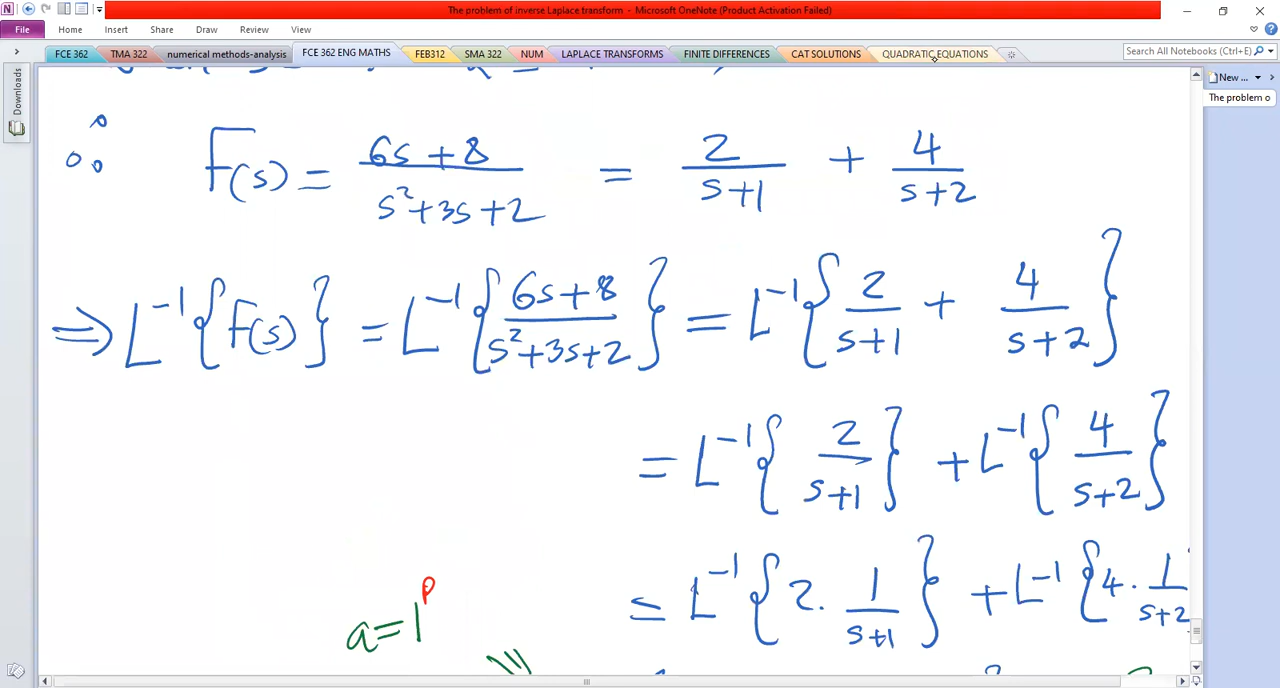 The problem of inverse Laplace transform - Microsoft OneNote (Product Activation Failed)
File Home Insert Share Draw Review View
FCE 362 TMA 322 numerical methods-analysis FCE 362 ENG MATHS FEB312 SMA 322 NUM LAPLACE TRANSFORMS FINITE DIFFERENCES CAT SOLUTIONS QUADRATIC EQUATIONS Search All Notebooks (Ctrl+E)
Downloads
New ...
The problem o
∴ F(s) = (6s + 8)/(s² + 3s + 2) = 2/(s+1) + 4/(s+2)
⇒ L⁻¹{F(s)} = L⁻¹{(6s+8)/(s²+3s+2)} = L⁻¹{2/(s+1) + 4/(s+2)}
= L⁻¹{2/(s+1)} + L⁻¹{4/(s+2)}
= L⁻¹{2. 1/(s+1)} + L⁻¹{4. 1/(s+2)
a=1